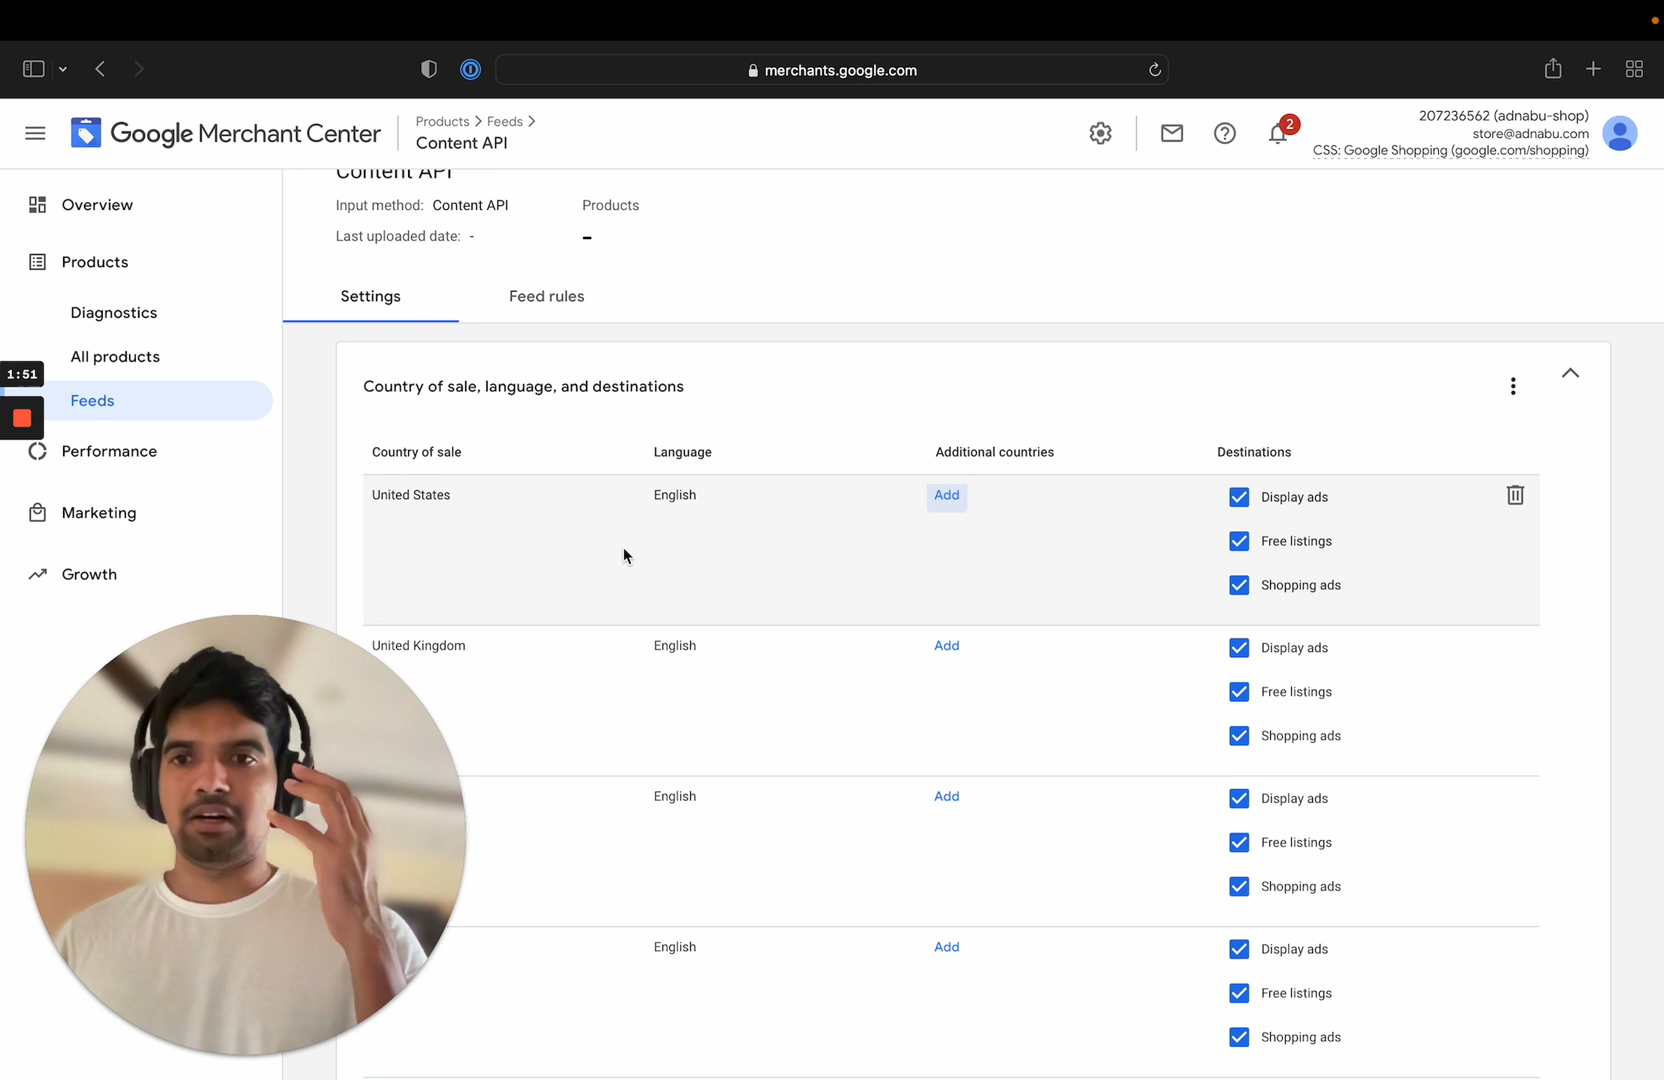 merchants.google.com
Google Merchant Center
Products > Feeds >
Content API
2
207236562 (adnabu-shop)
store@adnabu.com
CSS: Google Shopping (google.com/shopping)
Content API
Overview
Input method: Content API
Products
Last uploaded date: -
–
Products
Settings
Feed rules
Diagnostics
All products
1:51
Feeds
Performance
Marketing
Growth
Country of sale, language, and destinations
Country of sale
Language
Additional countries
Destinations
United States
English
Add
Display ads
Free listings
Shopping ads
United Kingdom
English
Add
Display ads
Free listings
Shopping ads
English
Add
Display ads
Free listings
Shopping ads
English
Add
Display ads
Free listings
Shopping ads